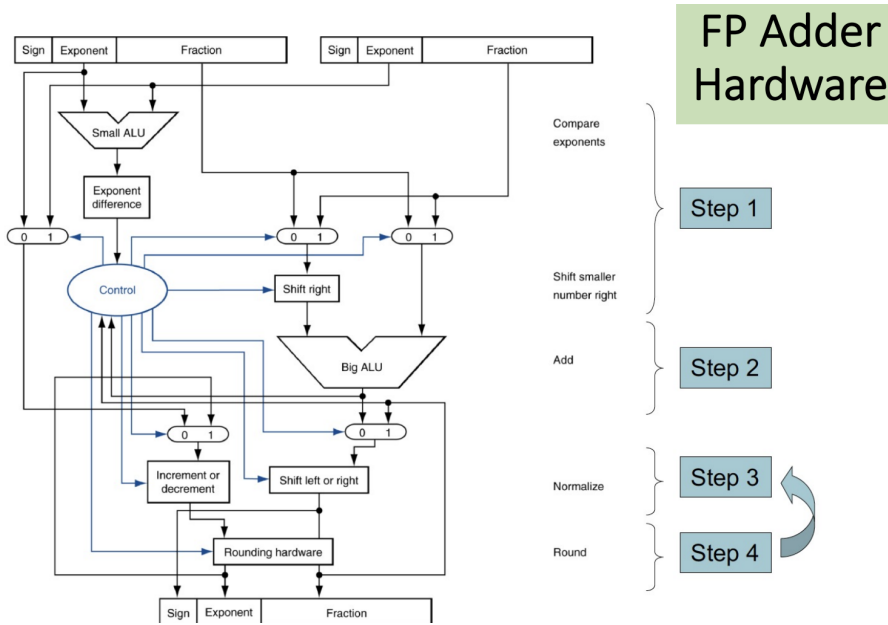 FP Adder
Hardware
Sign Exponent Fraction
Sign Exponent Fraction
Small ALU
Compare
exponents
Exponent
difference
Step 1
0 1
0 1
0 1
Control
Shift right
Shift smaller
number right
Big ALU
Add
Step 2
0 1
0 1
Increment or
decrement
Shift left or right
Normalize
Step 3
Rounding hardware
Round
Step 4
Sign Exponent Fraction